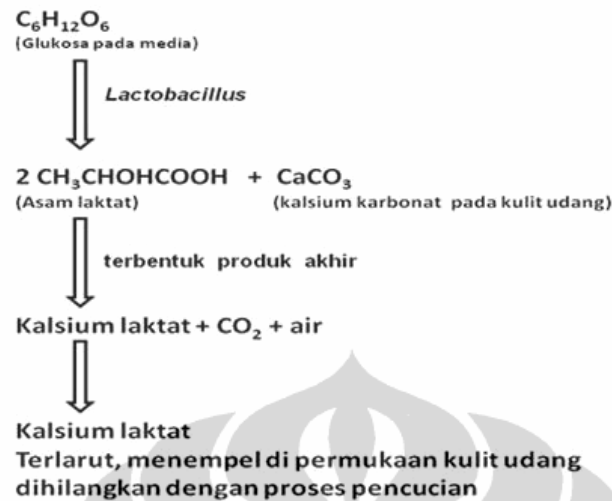 C₆H₁₂O₆
(Glukosa pada media)
Lactobacillus
2 CH₃CHOHCOOH + CaCO₃
(Asam laktat) (kalsium karbonat pada kulit udang)
terbentuk produk akhir
Kalsium laktat + CO₂ + air
Kalsium laktat
Terlarut, menempel di permukaan kulit udang
dihilangkan dengan proses pencucian